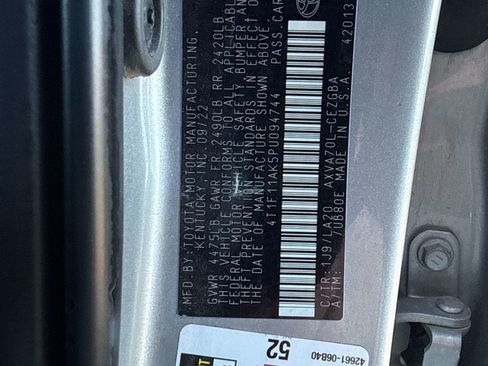 MFD. BY: TOYOTA MOTOR MANUFACTURING,
KENTUCKY, INC. 09/22
GVWR 4475LB GAWR FR 2490LB RR 2420LB
THIS VEHICLE CONFORMS TO ALL APPLICABLE
FEDERAL MOTOR VEHICLE SAFETY, BUMPER AND
THEFT PREVENTION STANDARDS IN EFFECT ON
THE DATE OF MANUFACTURE SHOWN ABOVE.
4T1F11AK5PU094744 PASS. CAR
C/TR: 1J9/LA20 AXVA70L-CEZGBA
A/TM: 7UB80E MADE IN U.S.A.
42013
52
42661-06B40